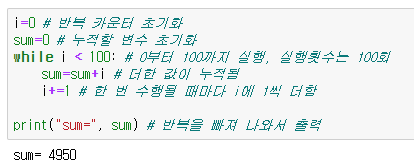 i=0 # 반복 카운터 초기화
sum=0 # 누적할 변수 초기화
while i < 100: # 0부터 100까지 실행, 실행횟수는 100회
    sum=sum+i # 더한 값이 누적됨
    i+=1 # 한 번 수행될 때마다 i에 1씩 더함

print("sum=", sum) # 반복을 빠져 나와서 출력
sum= 4950